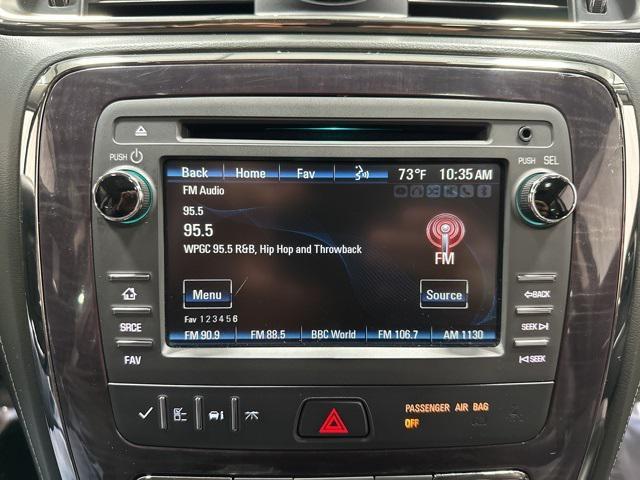 PUSH
PUSH SEL
Back Home Fav 73°F 10:35 AM
FM Audio
95.5
95.5
WPGC 95.5 R&B, Hip Hop and Throwback
FM
Menu
Source
Fav 1 2 3 4 5 6
FM 90.9 FM 88.5 BBC World FM 106.7 AM 1130
SRCE
FAV
BACK
SEEK
SEEK
PASSENGER AIR BAG
OFF